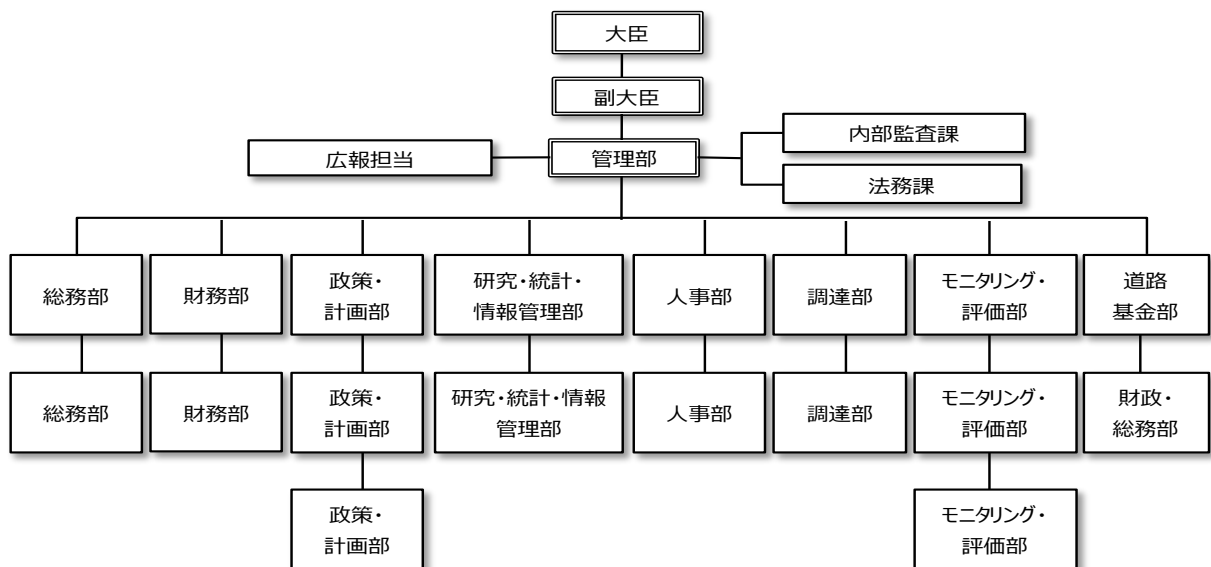 大臣
副大臣
広報担当
管理部
内部監査課
法務課
総務部
財務部
政策・
計画部
研究・統計・
情報管理部
人事部
調達部
モニタリング・
評価部
道路
基金部
総務部
財務部
政策・
計画部
研究・統計・情報
管理部
人事部
調達部
モニタリング・
評価部
財政・
総務部
政策・
計画部
モニタリング・
評価部